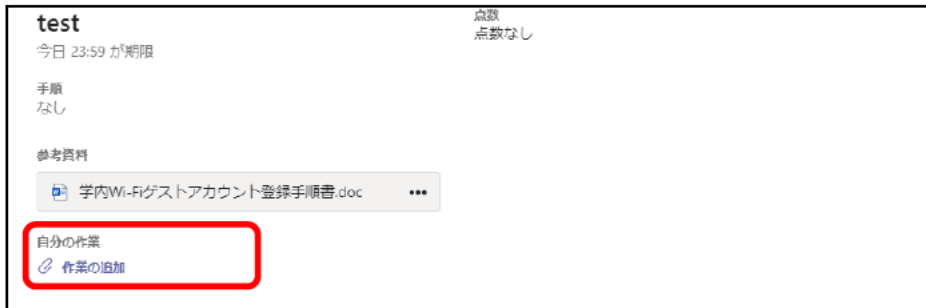 test
今日 23:59 が期限
点数
点数なし
手順
なし
参考資料
学内Wi-Fiゲストアカウント登録手順書.doc
自分の作業
作業の追加